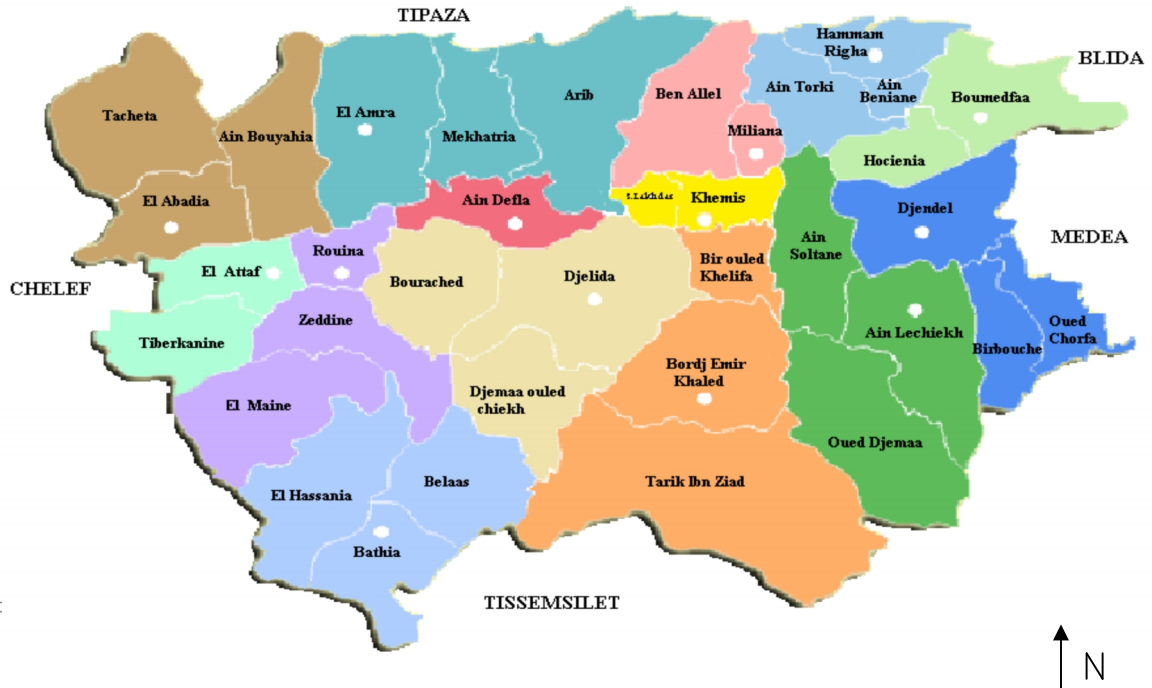 TIPAZA
BLIDA
Hammam
Righa
Tacheta
Ain Bouyahia
El Amra
Mekhatria
Arib
Ben Allel
Miliana
Ain Torki
Ain
Beniane
Boumedfaa
Hocienia
El Abadia
Ain Defla
S.Lakhdar
Khemis
Djendel
MEDEA
Ain
Soltane
CHELEF
El Attaf
Rouina
Bourached
Djelida
Bir ouled
Khelifa
Zeddine
Tiberkanine
Ain Lechiekh
Birbouche
Oued
Chorfa
El Maine
Djemaa ouled
chiekh
Bordj Emir
Khaled
Oued Djemaa
El Hassania
Belaas
Tarik Ibn Ziad
Bathia
TISSEMSILET
N